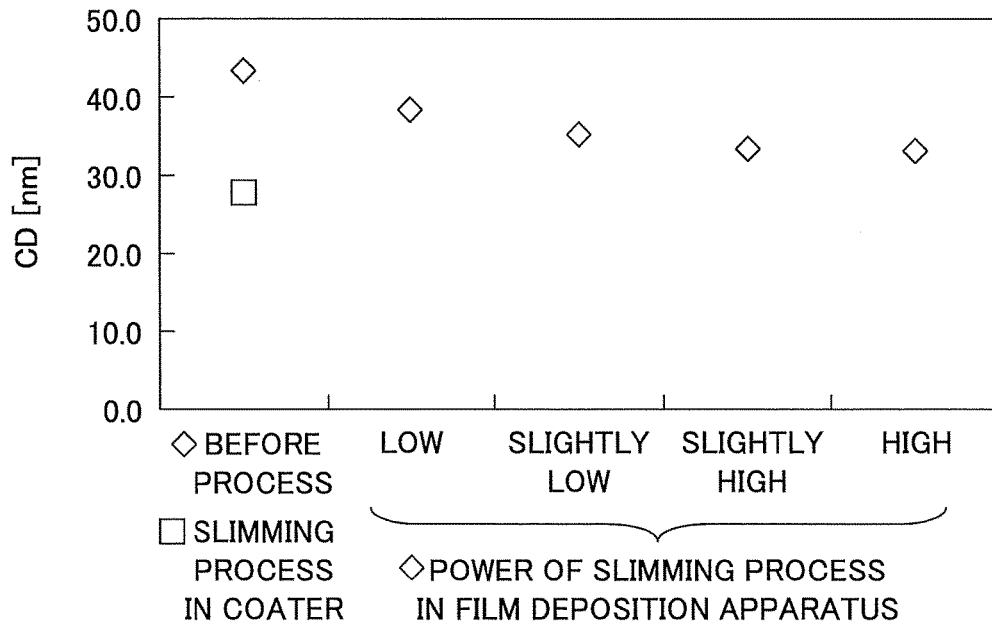 50.0
40.0
30.0
20.0
10.0
0.0
CD [nm]
◇ BEFORE PROCESS
□ SLIMMING PROCESS IN COATER
LOW
SLIGHTLY LOW
SLIGHTLY HIGH
HIGH
◇ POWER OF SLIMMING PROCESS
IN FILM DEPOSITION APPARATUS